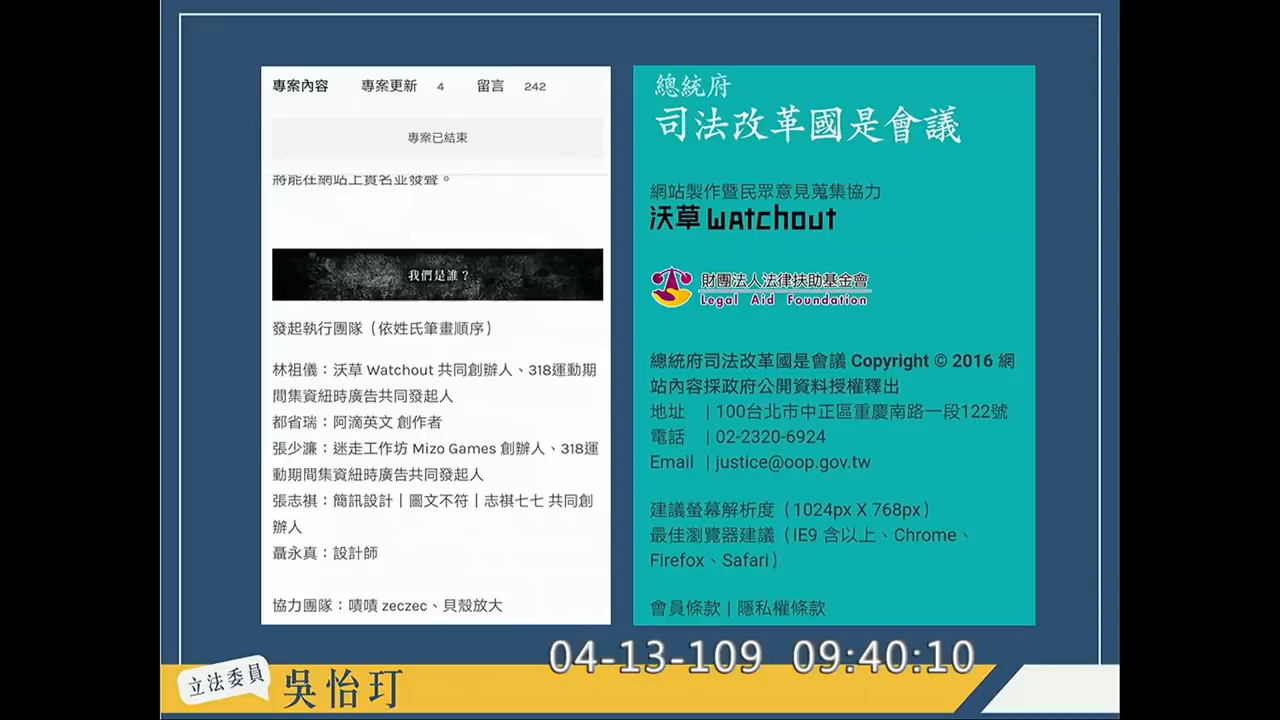 專案內容 專案更新 4 留言 242
專案已結束
將能在網站上實名並發聲。
我們是誰？
發起執行團隊（依姓氏筆畫順序）
林祖儀：沃草 Watchout 共同創辦人、318運動期
間集資紐時廣告共同發起人
都省瑞：阿滴英文 創作者
張少濂：迷走工作坊 Mizo Games 創辦人、318運
動期間集資紐時廣告共同發起人
張志祺：簡訊設計｜圖文不符｜志祺七七 共同創
辦人
聶永真：設計師
協力團隊：嘖嘖 zeczec、貝殼放大
總統府
司法改革國是會議
網站製作暨民眾意見蒐集協力
沃草 watchout
財團法人法律扶助基金會
Legal Aid Foundation
總統府司法改革國是會議 Copyright © 2016 網
站內容採政府公開資料授權釋出
地址 ｜100台北市中正區重慶南路一段122號
電話 ｜02-2320-6924
Email ｜justice@oop.gov.tw
建議螢幕解析度（1024px X 768px）
最佳瀏覽器建議（IE9 含以上、Chrome、
Firefox、Safari）
會員條款｜隱私權條款
04-13-109 09:40:10
立法委員
吳怡玎